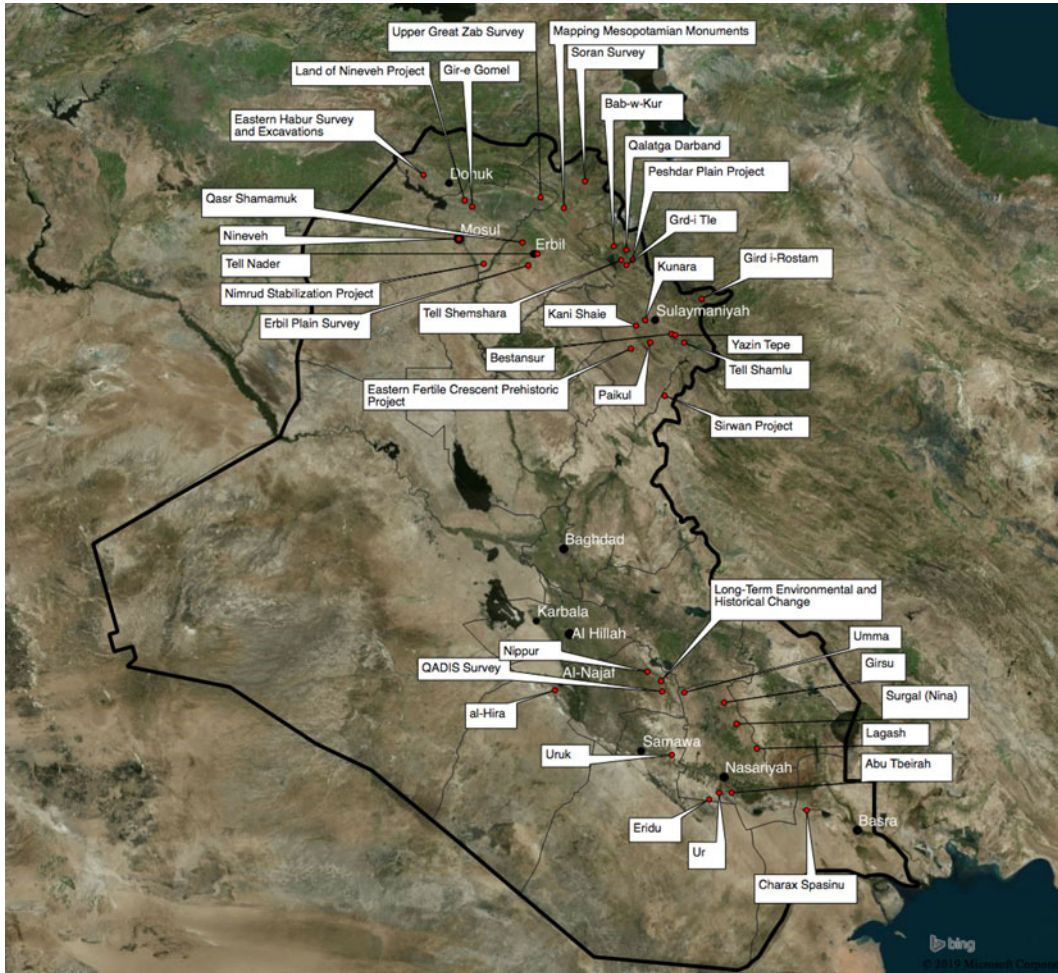 Upper Great Zab Survey
Mapping Mesopotamian Monuments
Soran Survey
Land of Nineveh Project
Gir-e Gomel
Bab-w-Kur
Eastern Habur Survey
and Excavations
Qalatga Darband
Peshdar Plain Project
Dohuk
Qasr Shamamuk
Grd-i Tle
Nineveh
Mosul
Erbil
Kunara
Tell Nader
Gird i-Rostam
Nimrud Stabilization Project
Erbil Plain Survey
Tell Shemshara
Kani Shaie
Sulaymaniyah
Bestansur
Yazin Tepe
Tell Shamlu
Eastern Fertile Crescent Prehistoric
Project
Paikul
Sirwan Project
Baghdad
Long-Term Environmental and
Historical Change
Karbala
Al Hillah
Umma
Nippur
Girsu
QADIS Survey
Al-Najaf
Surgal (Nina)
al-Hira
Lagash
Samawa
Uruk
Abu Tbeirah
Nasariyah
Eridu
Basra
Ur
Charax Spasinu
bing
© 2019 Microsoft Corpora